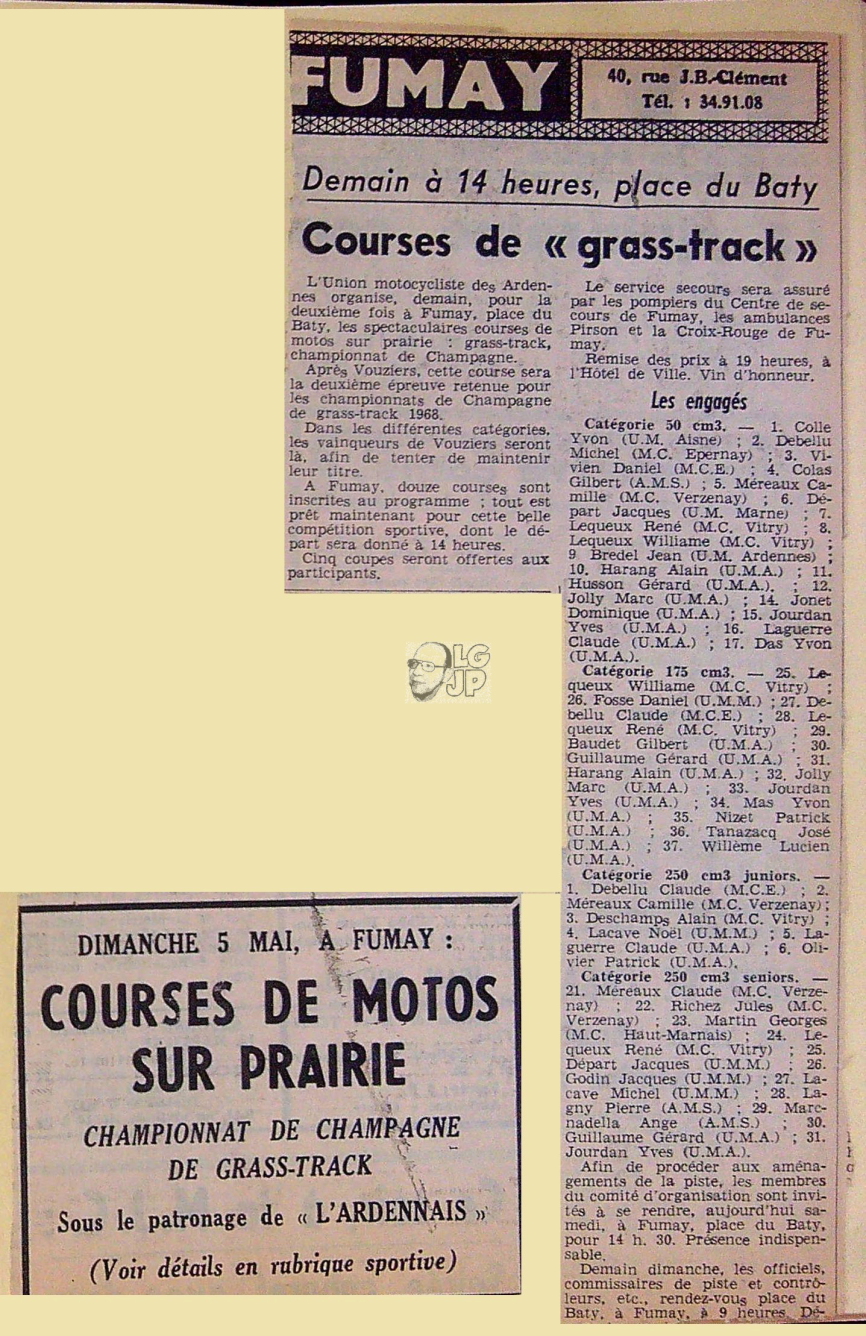 FUMAY
40, rue J.B.-Clément
Tél. : 34.91.08
Demain à 14 heures, place du Baty
Courses de « grass-track »
L'Union motocycliste des Arden-
nes organise, demain, pour la
deuxième fois à Fumay, place du
Baty, les spectaculaires courses de
motos sur prairie : grass-track,
championnat de Champagne.
Après Vouziers, cette course sera
la deuxième épreuve retenue pour
les championnats de Champagne
de grass-track 1968.
Dans les différentes catégories,
les vainqueurs de Vouziers seront
là, afin de tenter de maintenir
leur titre.
A Fumay, douze courses sont
inscrites au programme ; tout est
prêt maintenant pour cette belle
compétition sportive, dont le dé-
part sera donné à 14 heures.
Cinq coupes seront offertes aux
participants.
Le service secours sera assuré
par les pompiers du Centre de se-
cours de Fumay, les ambulances
Pirson et la Croix-Rouge de Fu-
may.
Remise des prix à 19 heures, à
l'Hôtel de Ville. Vin d'honneur.
Les engagés
Catégorie 50 cm3. — 1. Colle
Yvon (U.M. Aisne) ; 2. Debellu
Michel (M.C. Epernay) ; 3. Vi-
vien Daniel (M.C.E.) ; 4. Colas
Gilbert (A.M.S.) ; 5. Méreaux Ca-
mille (M.C. Verzenay) ; 6. Dé-
part Jacques (U.M. Marne) ; 7.
Lequeux René (M.C. Vitry) ; 8.
Lequeux Williame (M.C. Vitry) ;
9 Bredel Jean (U.M. Ardennes) ;
10. Harang Alain (U.M.A.) ; 11.
Husson Gérard (U.M.A.). ; 12.
Jolly Marc (U.M.A.) ; 14. Jonet
Dominique (U.M.A.) ; 15. Jourdan
Yves (U.M.A.) ; 16. Laguerre
Claude (U.M.A.) ; 17. Das Yvon
(U.M.A.).
Catégorie 175 cm3. — 25. Le-
queux Williame (M.C. Vitry) ;
26. Fosse Daniel (U.M.M.) ; 27. De-
bellu Claude (M.C.E.) ; 28. Le-
queux René (M.C. Vitry) ; 29.
Baudet Gilbert (U.M.A.) ; 30.
Guillaume Gérard (U.M.A.) ; 31.
Harang Alain (U.M.A.) ; 32. Jolly
Marc (U.M.A.) ; 33. Jourdan
Yves (U.M.A.) ; 34. Mas Yvon
(U.M.A.) ; 35. Nizet Patrick
(U.M.A.) ; 36. Tanazacq José
(U.M.A.) ; 37. Willème Lucien
(U.M.A.).
Catégorie 250 cm3 juniors. —
1. Debellu Claude (M.C.E.) ; 2.
Méreaux Camille (M.C. Verzenay) ;
3. Deschamps Alain (M.C. Vitry) ;
4. Lacave Noël (U.M.M.) ; 5. La-
guerre Claude (U.M.A.) ; 6. Oli-
vier Patrick (U.M.A.).
Catégorie 250 cm3 seniors. —
21. Méreaux Claude (M.C. Verze-
nay) ; 22. Richez Jules (M.C.
Verzenay) ; 23. Martin Georges
(M.C. Haut-Marnais) ; 24. Le-
queux René (M.C. Vitry) ; 25.
Départ Jacques (U.M.M.) ; 26.
Godin Jacques (U.M.M.) ; 27. La-
cave Michel (U.M.M.) ; 28. La-
gny Pierre (A.M.S.) ; 29. Marc-
nadella Ange (A.M.S.) ; 30.
Guillaume Gérard (U.M.A.) ; 31.
Jourdan Yves (U.M.A.).
Afin de procéder aux aména-
gements de la piste, les membres
du comité d'organisation sont invi-
tés à se rendre, aujourd'hui sa-
medi, à Fumay, place du Baty,
pour 14 h. 30. Présence indispen-
sable.
Demain dimanche, les officiels,
commissaires de piste et contrô-
leurs, etc., rendez-vous place du
Baty, à Fumay, à 9 heures. Dé-
LG
JP
DIMANCHE 5 MAI, A FUMAY :
COURSES DE MOTOS
SUR PRAIRIE
CHAMPIONNAT DE CHAMPAGNE
DE GRASS-TRACK
Sous le patronage de « L'ARDENNAIS »
(Voir détails en rubrique sportive)